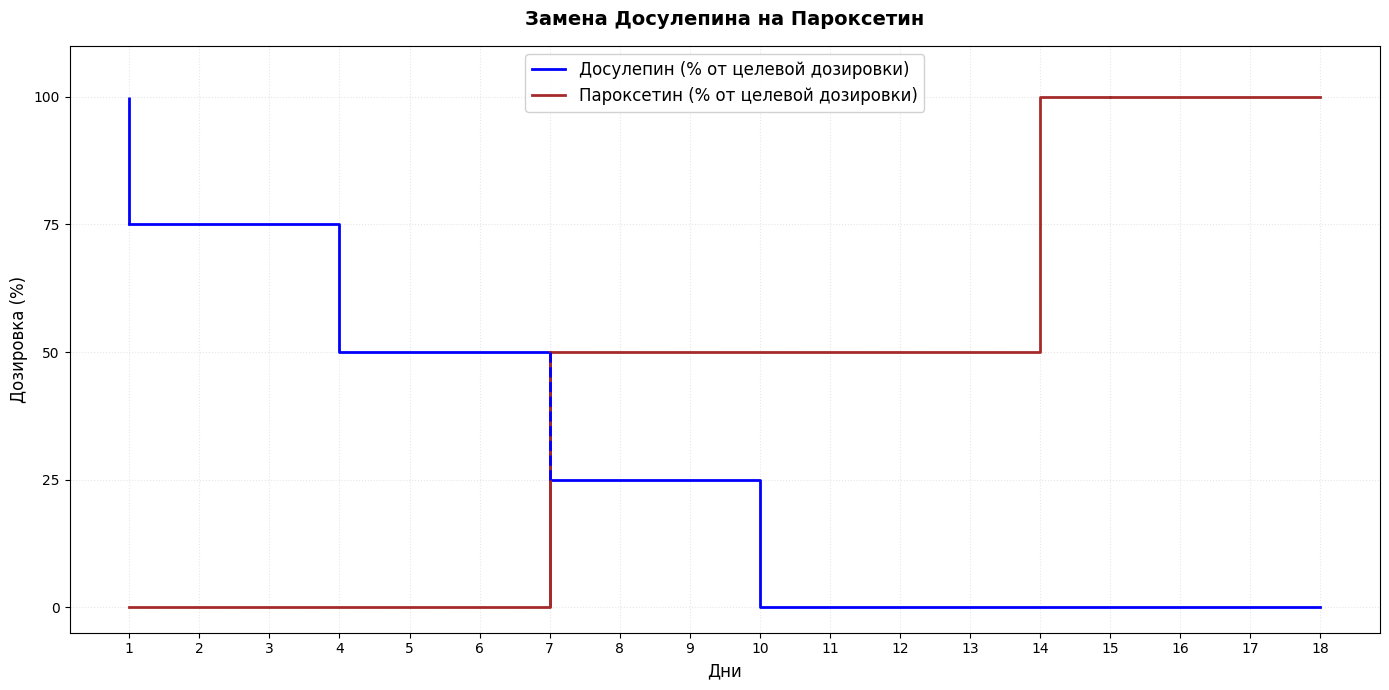 Замена Досулепина на Пароксетин
Досулепин (% от целевой дозировки)
Пароксетин (% от целевой дозировки)
Дозировка (%)
100
75
50
25
0
1 2 3 4 5 6 7 8 9 10 11 12 13 14 15 16 17 18
Дни